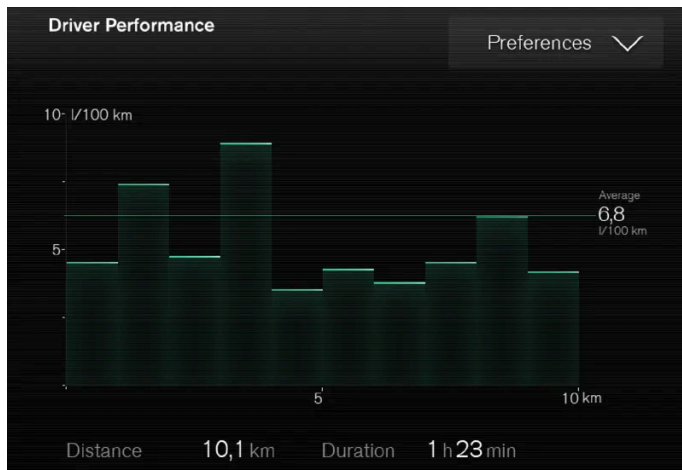 Driver Performance
Preferences
10- l/100 km
Average
6,8
l/100 km
5-
5
10 km
Distance 10,1 km Duration 1 h 23 min